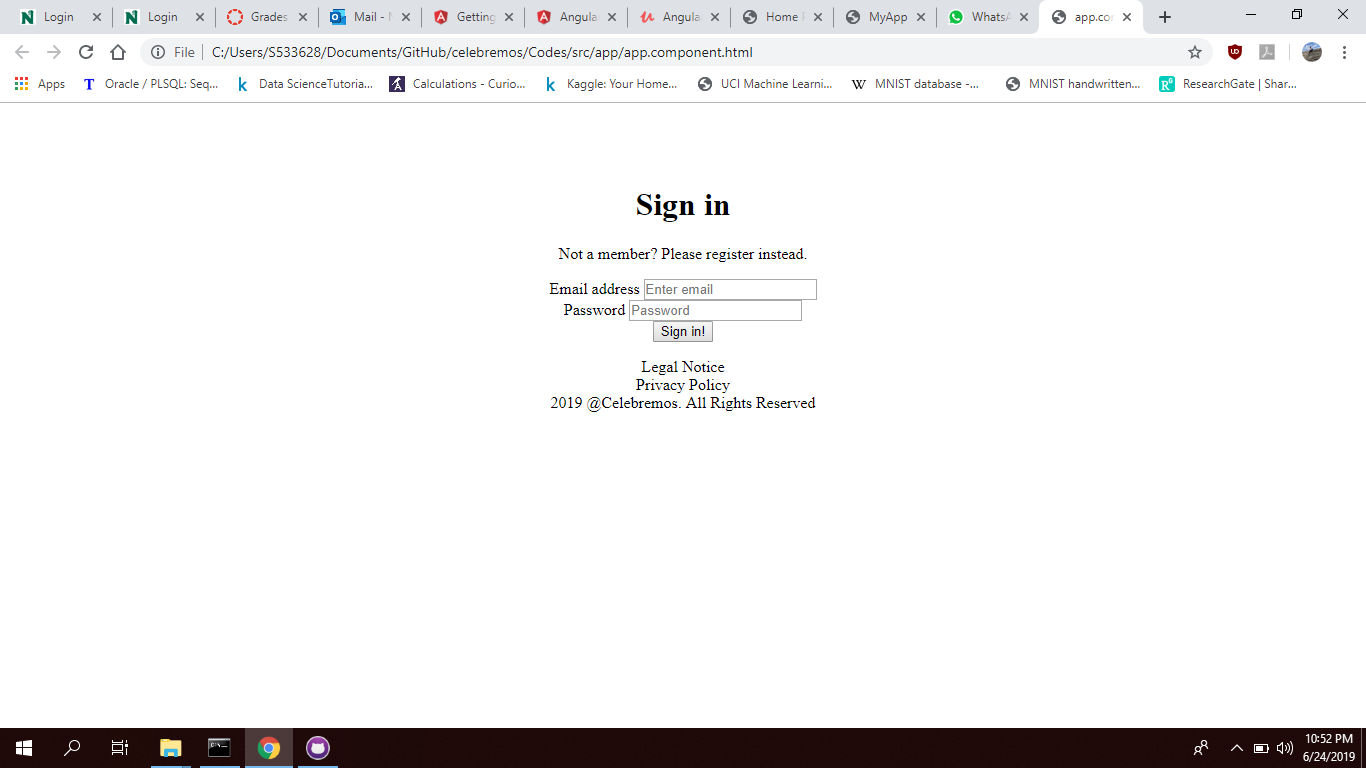 Login
Login
Grades
Mail - 
Getting
Angula
Angula
Home
MyApp
Whats
app.co
File
C:/Users/S533628/Documents/GitHub/celebremos/Codes/src/app/app.component.html
Apps
Oracle / PLSQL: Seq...
Data ScienceTutoria...
Calculations - Curio...
Kaggle: Your Home...
UCI Machine Learni...
MNIST database -...
MNIST handwritten...
ResearchGate | Shar...
Sign in
Not a member? Please register instead.
Email address Enter email
Password Password
Sign in!
Legal Notice
Privacy Policy
2019 @Celebremos. All Rights Reserved
10:52 PM
6/24/2019